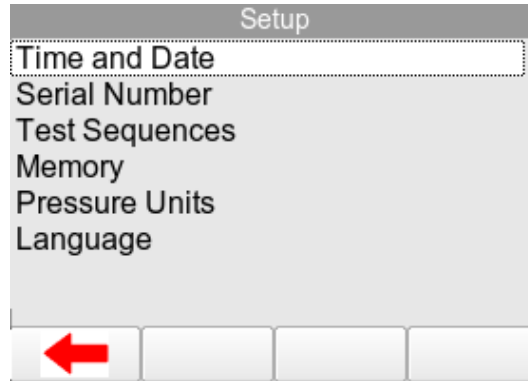 Setup
Time and Date
Serial Number
Test Sequences
Memory
Pressure Units
Language